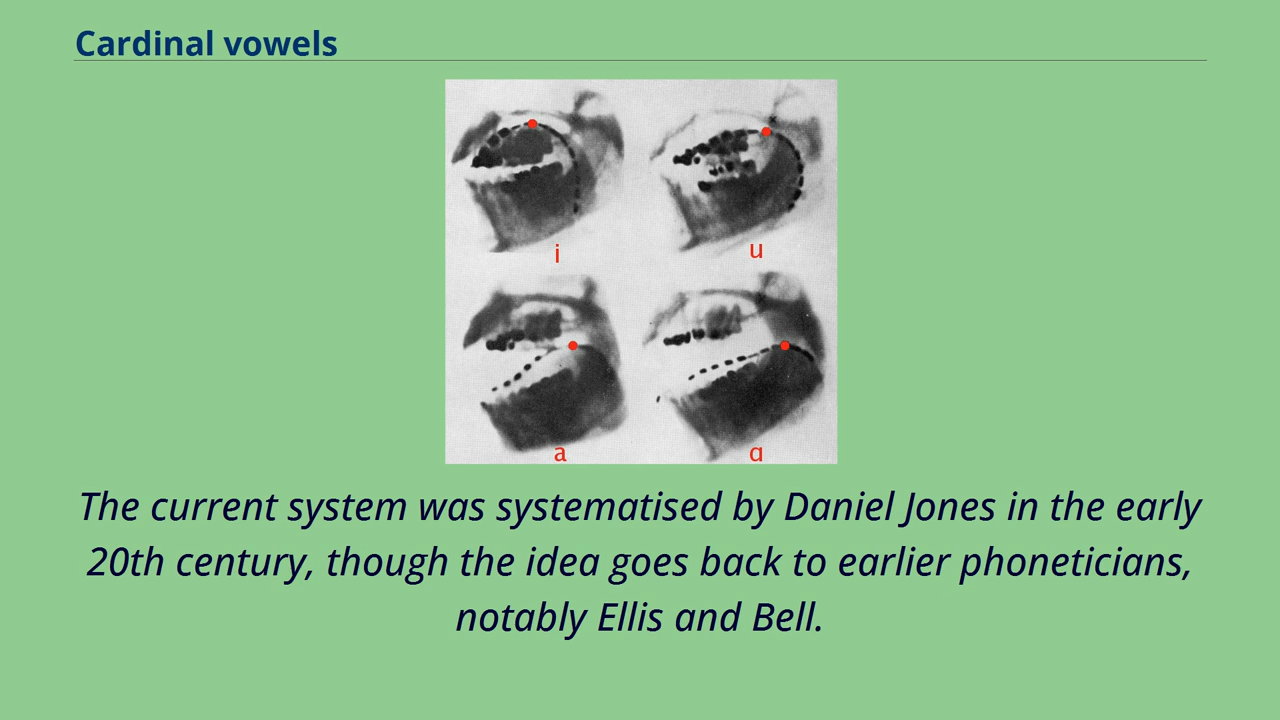 Cardinal vowels
i
u
a
ɑ
The current system was systematised by Daniel Jones in the early
20th century, though the idea goes back to earlier phoneticians,
notably Ellis and Bell.